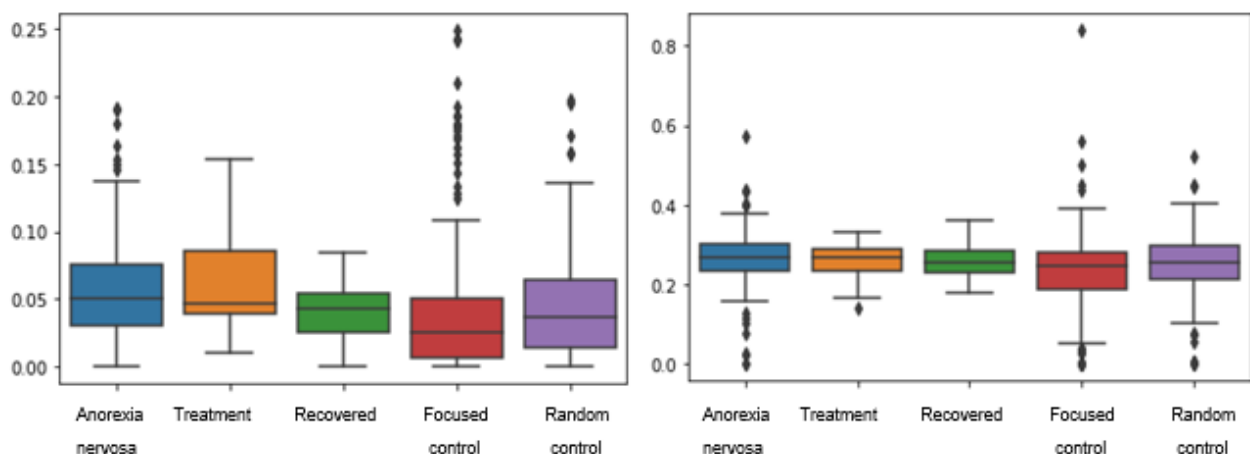 0.25
0.20
0.15
0.10
0.05
0.00
Anorexia nervosa
Treatment
Recovered
Focused control
Random control
0.8
0.6
0.4
0.2
0.0
Anorexia nervosa
Treatment
Recovered
Focused control
Random control